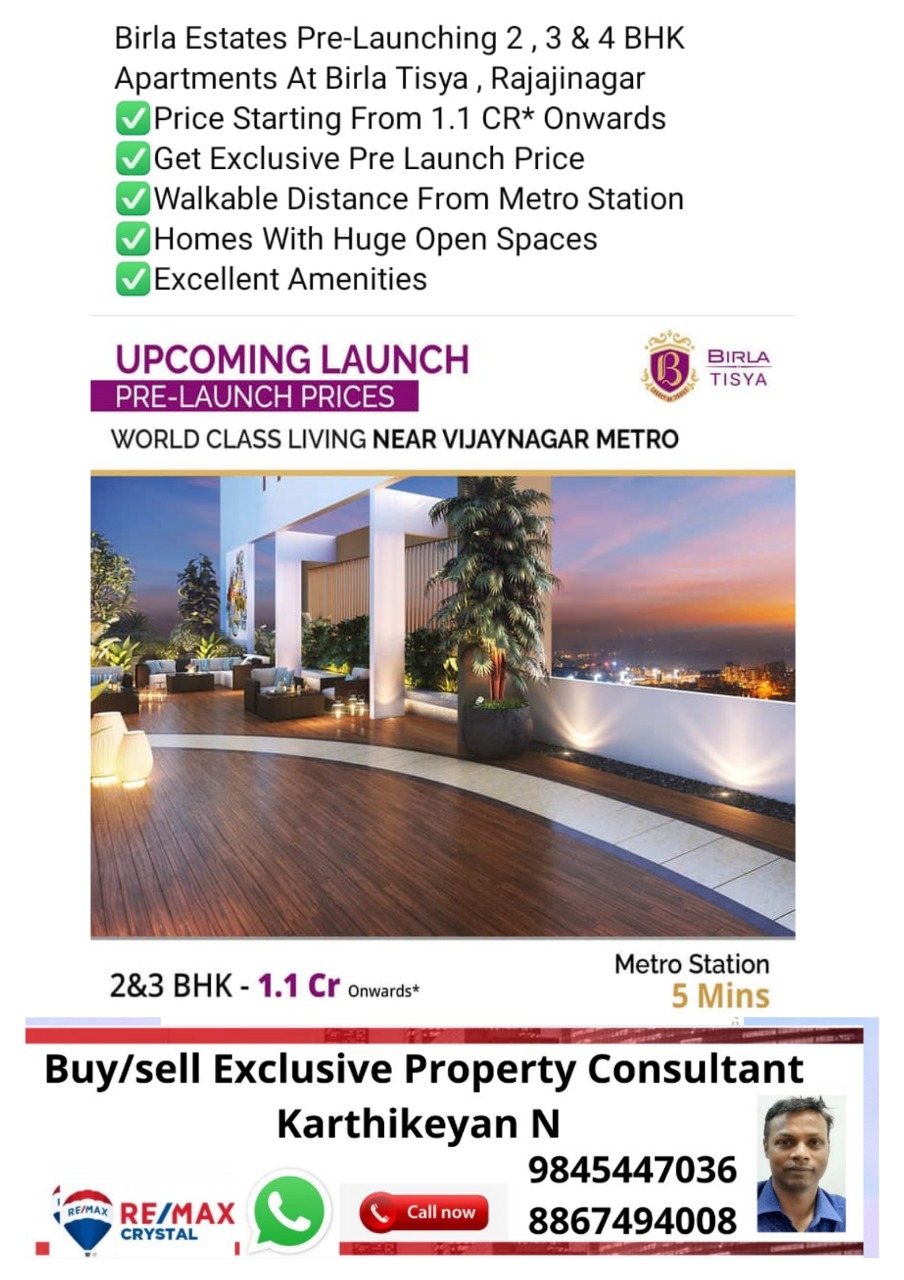 Birla Estates Pre-Launching 2 , 3 & 4 BHK
Apartments At Birla Tisya , Rajajinagar
✅Price Starting From 1.1 CR* Onwards
✅Get Exclusive Pre Launch Price
✅Walkable Distance From Metro Station
✅Homes With Huge Open Spaces
✅Excellent Amenities
UPCOMING LAUNCH
PRE-LAUNCH PRICES
B
BIRLA
TISYA
WORLD CLASS LIVING NEAR VIJAYNAGAR METRO
2&3 BHK - 1.1 Cr Onwards*
Metro Station
5 Mins
Buy/sell Exclusive Property Consultant
Karthikeyan N
9845447036
8867494008
RE/MAX
RE/MAX
CRYSTAL
Call now